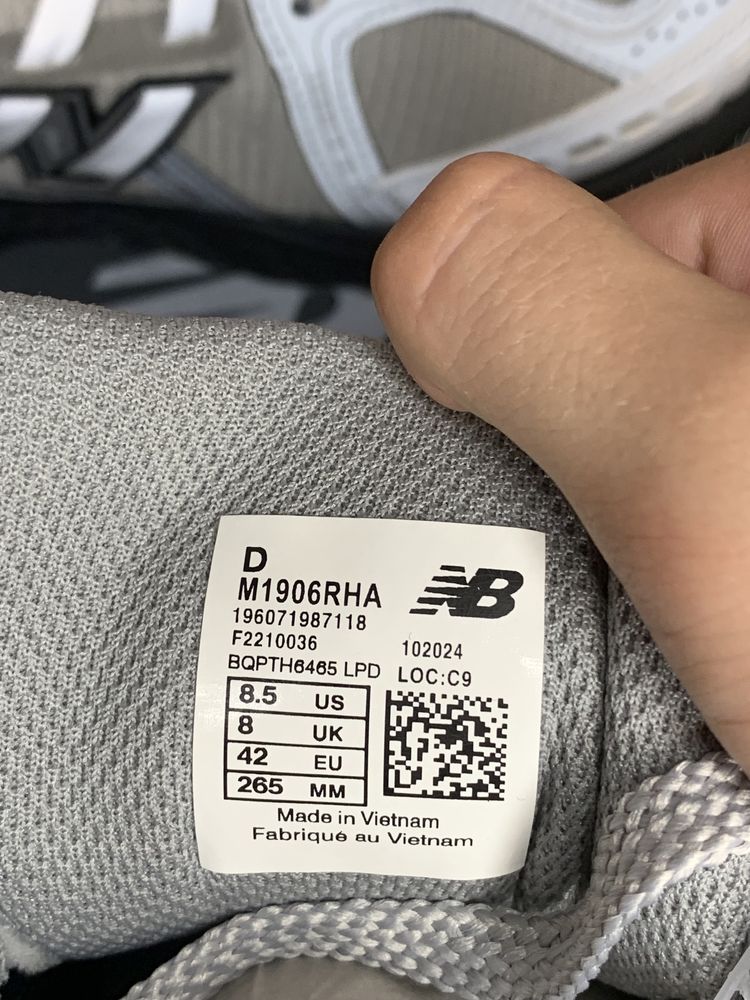 D
M1906RHA
NB
196071987118
F2210036
102024
BQPTH6465 LPD
LOC:C9
8.5 US
8 UK
42 EU
265 MM
Made in Vietnam
Fabriqué au Vietnam